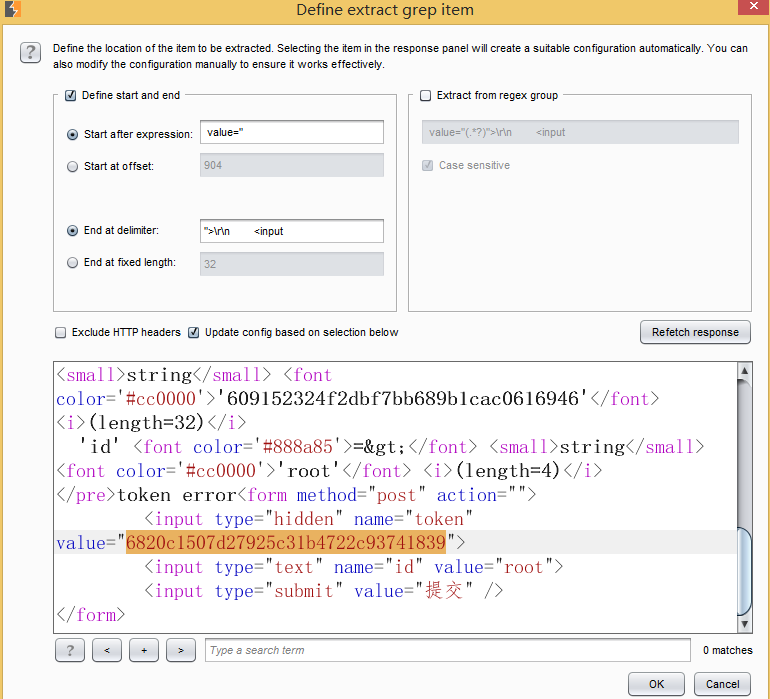 Define extract grep item
Define the location of the item to be extracted. Selecting the item in the response panel will create a suitable configuration automatically. You can
also modify the configuration manually to ensure it works effectively.
Define start and end
Start after expression: value="
Start at offset: 904
End at delimiter: ">\r\n        <input
End at fixed length: 32
Extract from regex group
value="(.*?)">\r\n        <input
Case sensitive
Exclude HTTP headers Update config based on selection below
Refetch response
<small>string</small> <font
color='#cc0000'>'609152324f2dbf7bb689b1cac0616946'</font>
<i>(length=32)</i>
  'id' <font color='#888a85'>=&gt;</font> <small>string</small>
<font color='#cc0000'>'root'</font> <i>(length=4)</i>
</pre>token error<form method="post" action="">
        <input type="hidden" name="token"
value="6820c1507d27925c31b4722c93741839">
        <input type="text" name="id" value="root">
        <input type="submit" value="提交" />
</form>
? < + > Type a search term 0 matches
OK Cancel